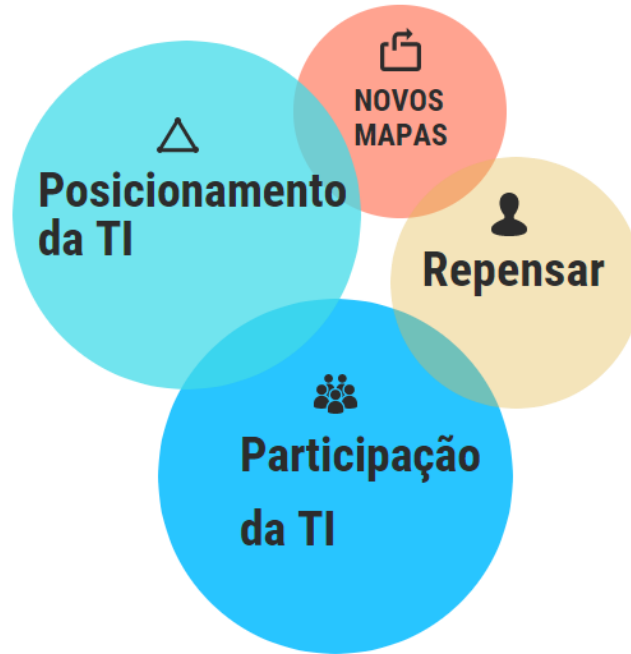 NOVOS
MAPAS
Posicionamento
da TI
Repensar
Participação
da TI